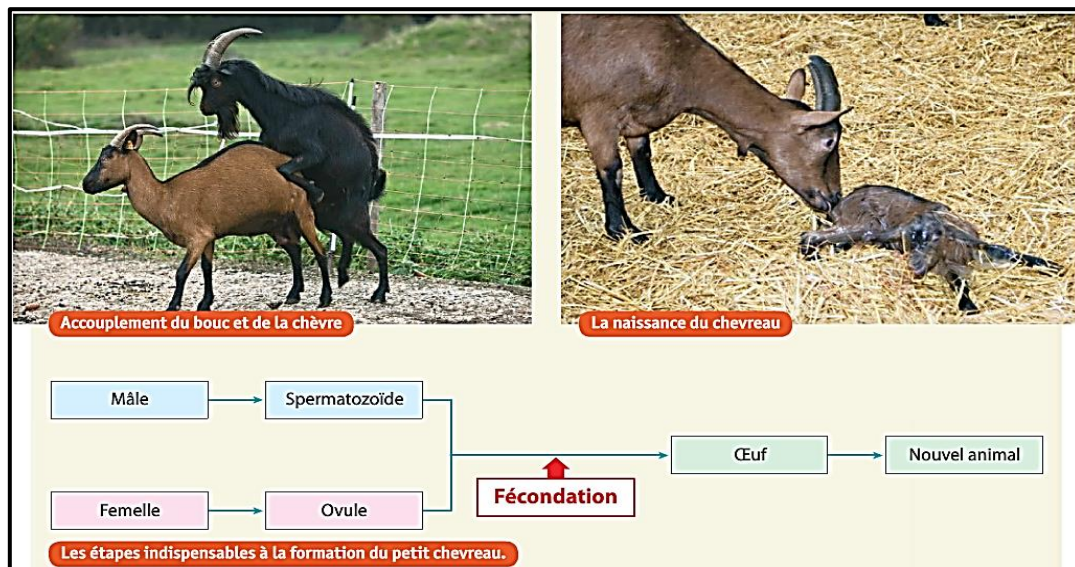 Accouplement du bouc et de la chèvre
La naissance du chevreau
Mâle
Spermatozoïde
Œuf
Nouvel animal
Fécondation
Femelle
Ovule
Les étapes indispensables à la formation du petit chevreau.